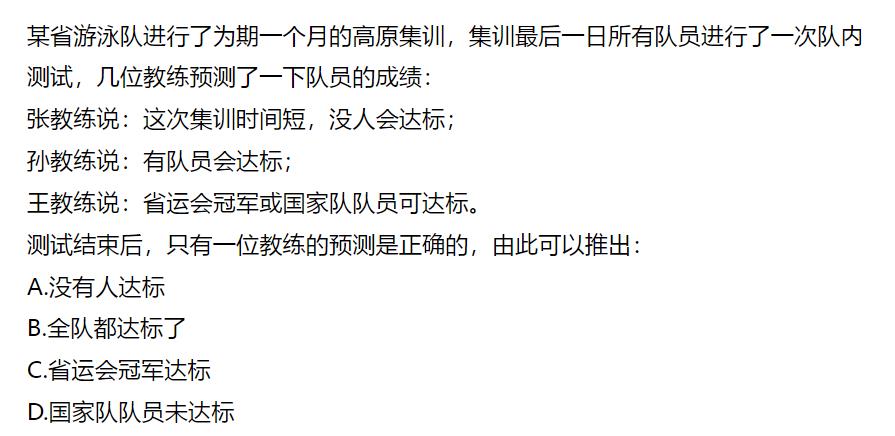 某省游泳队进行了为期一个月的高原集训，集训最后一日所有队员进行了一次队内
测试，几位教练预测了一下队员的成绩：
张教练说：这次集训时间短，没人会达标；
孙教练说：有队员会达标；
王教练说：省运会冠军或国家队队员可达标。
测试结束后，只有一位教练的预测是正确的，由此可以推出：
A.没有人达标
B.全队都达标了
C.省运会冠军达标
D.国家队队员未达标